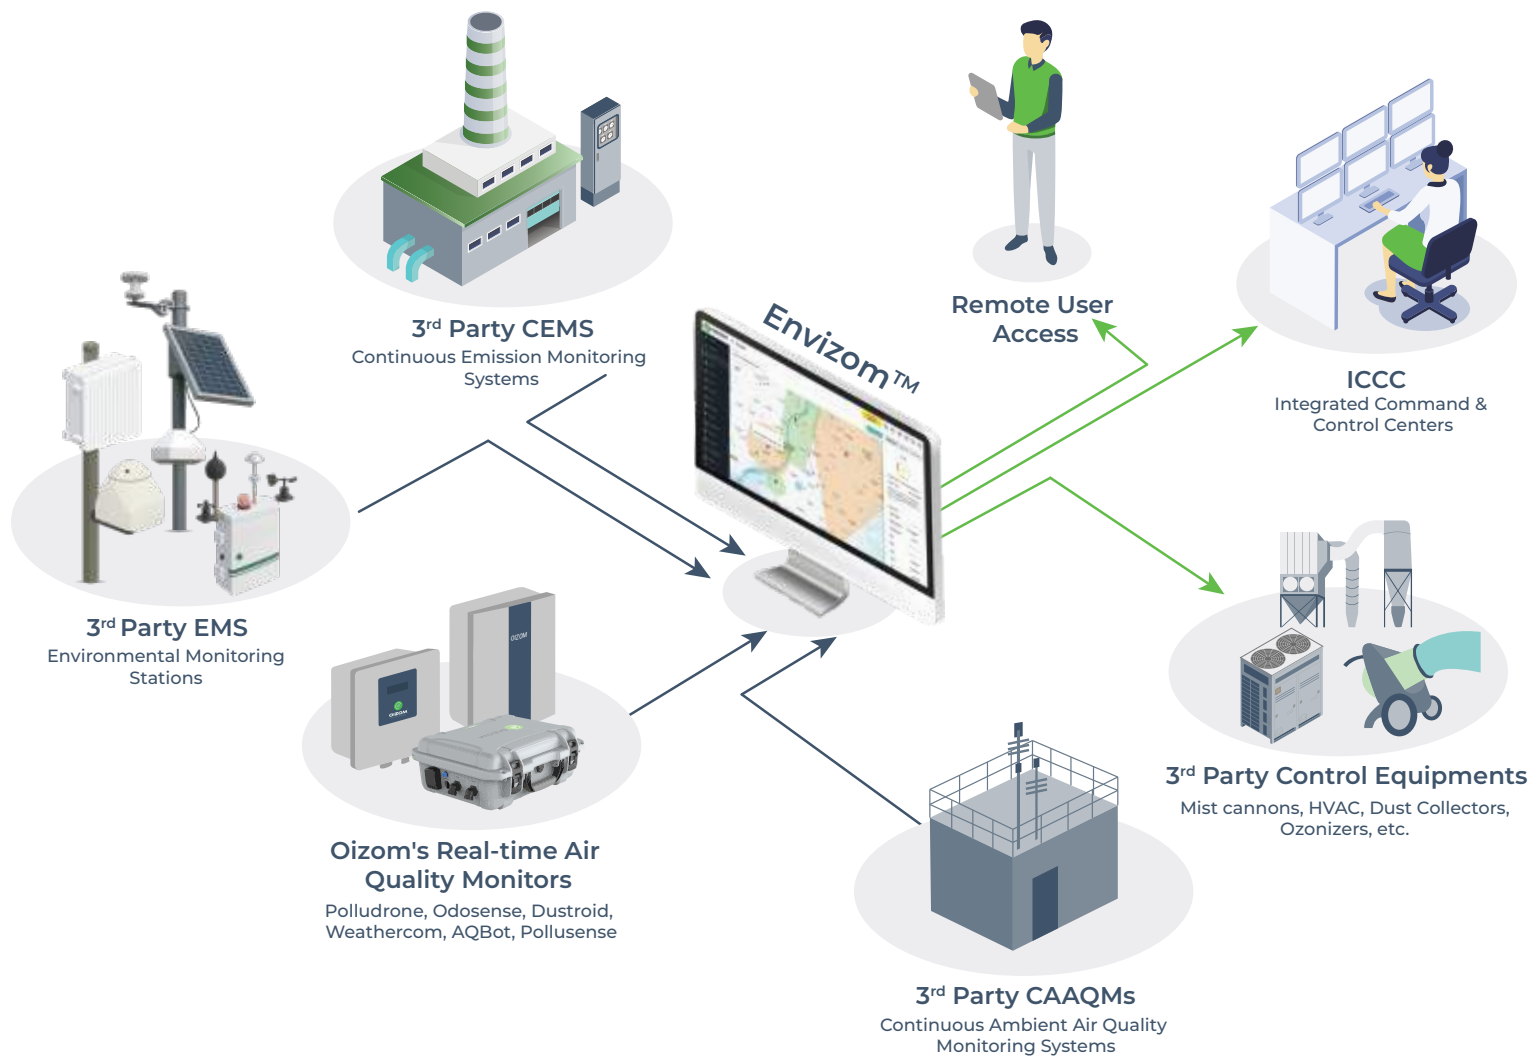 3rd Party CEMS
Continuous Emission Monitoring
Systems
Envizom™
Remote User
Access
ICCC
Integrated Command &
Control Centers
3rd Party EMS
Environmental Monitoring
Stations
OIZOM
OIZOM
Oizom's Real-time Air
Quality Monitors
Polludrone, Odosense, Dustroid,
Weathercom, AQBot, Pollusense
3rd Party Control Equipments
Mist cannons, HVAC, Dust Collectors,
Ozonizers, etc.
3rd Party CAAQMs
Continuous Ambient Air Quality
Monitoring Systems